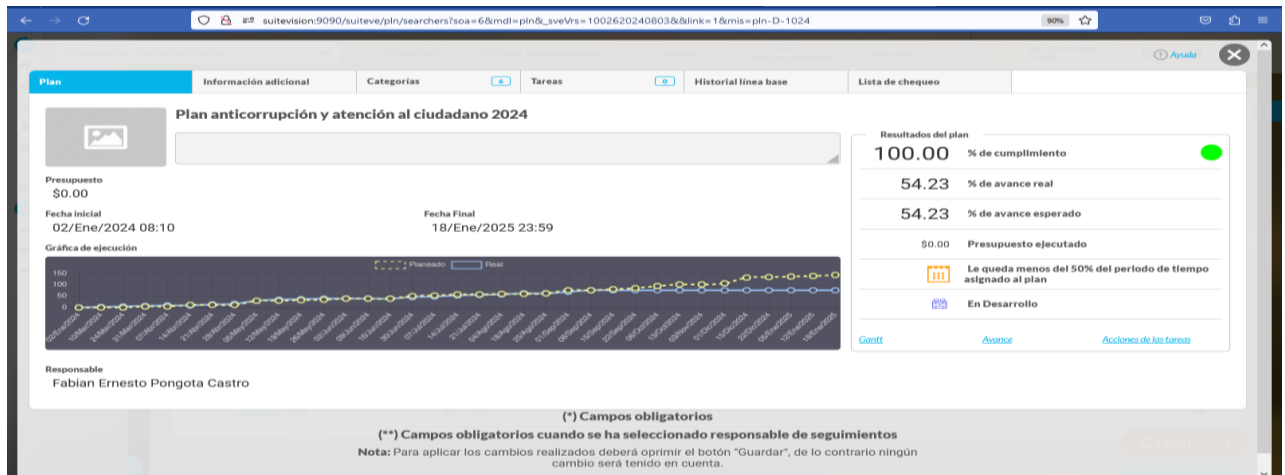 suitevision:9090/suiteve/pln/searchers?soa=6&mdl=pln&_sveVrs=1002620240803&&link=1&mis=pln-D-1024
90%
Ayuda
Plan
Información adicional
Categorías
6
Tareas
0
Historial línea base
Lista de chequeo
Plan anticorrupción y atención al ciudadano 2024
Presupuesto
$0.00
Fecha inicial
02/Ene/2024 08:10
Fecha Final
18/Ene/2025 23:59
Gráfica de ejecución
Planeado
Real
150
100
50
0
Responsable
Fabian Ernesto Pongota Castro
Resultados del plan
100.00 % de cumplimiento
54.23 % de avance real
54.23 % de avance esperado
$0.00 Presupuesto ejecutado
Le queda menos del 50% del periodo de tiempo
asignado al plan
En Desarrollo
Gantt
Avance
Acciones de las tareas
(*) Campos obligatorios
(**) Campos obligatorios cuando se ha seleccionado responsable de seguimientos
Nota: Para aplicar los cambios realizados deberá oprimir el botón "Guardar", de lo contrario ningún
cambio será tenido en cuenta.
Crear